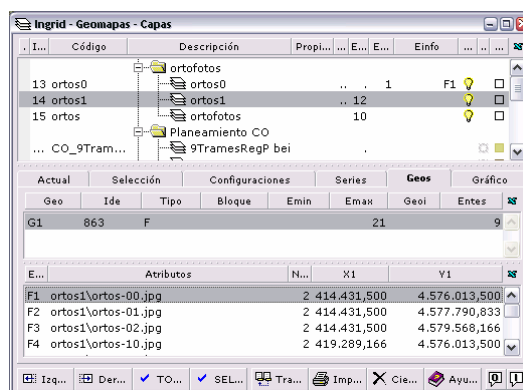 Ingrid - Geomapas - Capas
. I... Código Descripción Propi... ... E... E... Einfo ... .. ...
ortofotos
13 ortos0 ortos0 .. . 1 F1
14 ortos1 ortos1 .. 12
15 ortos ortofotos 10
Planeamiento CO
... CO_9Tram... 9TramesRegP bei .
Actual Selección Configuraciones Series Geos Gráfico
Geo Ide Tipo Bloque Emin Emax Geoi Entes
G1 863 F 21 9
E... Atributos N... X1 Y1
F1 ortos1\ortos-00.jpg 2 414.431,500 4.576.013,500
F2 ortos1\ortos-01.jpg 2 414.431,500 4.577.790,833
F3 ortos1\ortos-02.jpg 2 414.431,500 4.579.568,166
F4 ortos1\ortos-10.jpg 2 419.289,166 4.576.013,500
Izq... Der... TO... SEL... Tra... Imp... Cie... Ayu...